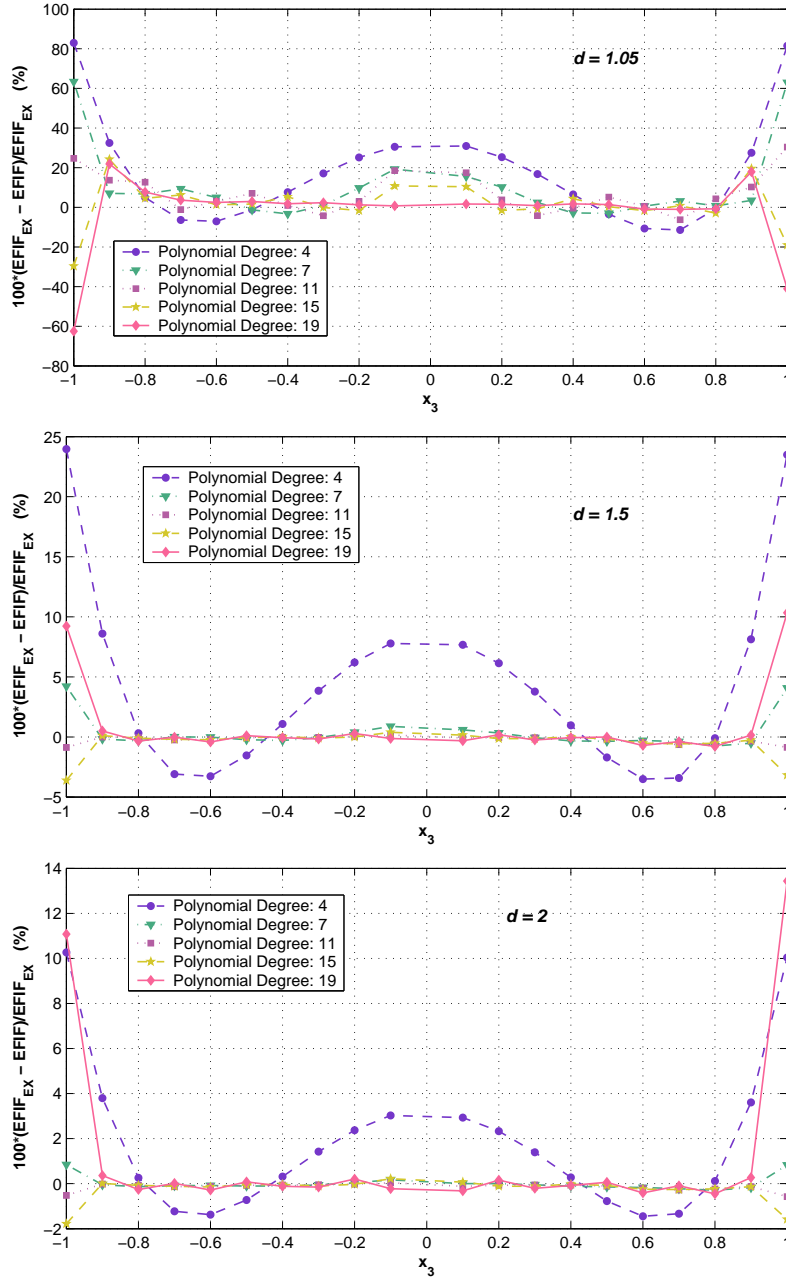 100
80
60
40
20
0
−20
−40
−60
−80
100*(EFIF_EX − EFIF)/EFIF_EX (%)
d = 1.05
Polynomial Degree: 4
Polynomial Degree: 7
Polynomial Degree: 11
Polynomial Degree: 15
Polynomial Degree: 19
−1 −0.8 −0.6 −0.4 −0.2 0 0.2 0.4 0.6 0.8 1
x_3
25
20
15
10
5
0
−5
100*(EFIF_EX − EFIF)/EFIF_EX (%)
Polynomial Degree: 4
Polynomial Degree: 7
Polynomial Degree: 11
Polynomial Degree: 15
Polynomial Degree: 19
d = 1.5
−1 −0.8 −0.6 −0.4 −0.2 0 0.2 0.4 0.6 0.8 1
x_3
14
12
10
8
6
4
2
0
−2
100*(EFIF_EX − EFIF)/EFIF_EX (%)
Polynomial Degree: 4
Polynomial Degree: 7
Polynomial Degree: 11
Polynomial Degree: 15
Polynomial Degree: 19
d = 2
−1 −0.8 −0.6 −0.4 −0.2 0 0.2 0.4 0.6 0.8 1
x_3